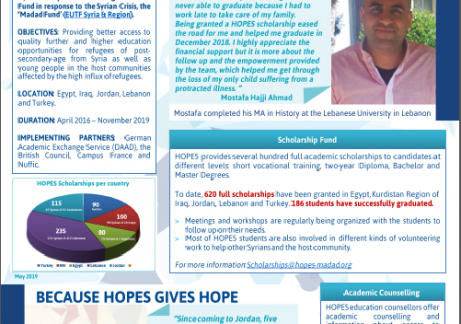 Fund in response to the Syrian Crisis, the
'Madad Fund' (EUTF Syria & Region).
OBJECTIVES: Providing better access to
quality further and higher education
opportunities for refugees of post-
secondary-age from Syria as well as
young people in the host communities
affected by the high influx of refugees.
LOCATION: Egypt, Iraq, Jordan, Lebanon
and Turkey.
DURATION: April 2016 – November 2019
IMPLEMENTING PARTNERS: German
Academic Exchange Service (DAAD), the
British Council, Campus France and
Nuffic.
HOPES Scholarships per country
115
90
100
80
235
Turkey KRI Egypt Lebanon Jordan
May 2019
never able to graduate because I had to
work late to take care of my family.
Being granted a HOPES scholarship eased
the road for me and helped me graduate in
December 2018. I highly appreciate the
financial support but it is more about the
follow up and the empowerment provided
by the team, which helped me get through
the loss of my only child suffering from a
protracted illness. "
Mostafa Hajji Ahmad
Mostafa completed his MA in History at the Lebanese University in Lebanon
Scholarship Fund
HOPES provides several hundred full academic scholarships to candidates at
different levels: short vocational training, two-year Diploma, Bachelor and
Master Degrees.
To date, 620 full scholarships have been granted in Egypt, Kurdistan Region of
Iraq, Jordan, Lebanon and Turkey. 186 students have successfully graduated.
» Meetings and workshops are regularly being organized with the students to
follow up on their needs.
» Most of HOPES students are also involved in different kinds of volunteering
work to help other Syrians and the host community.
For more information: Scholarships@hopes-madad.org
BECAUSE HOPES GIVES HOPE
"Since coming to Jordan, five
Academic Counselling
HOPES education counsellors offer
academic counselling and
information about access to